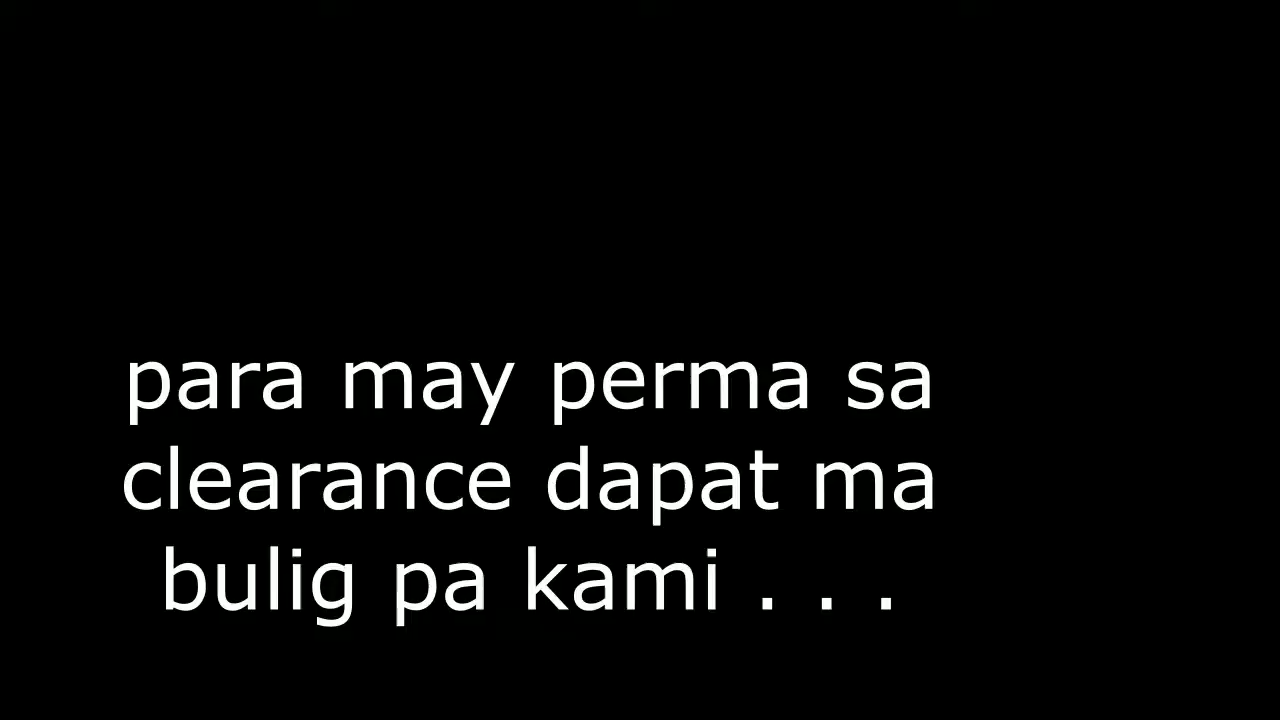 para may perma sa
clearance dapat ma
bulig pa kami . . .